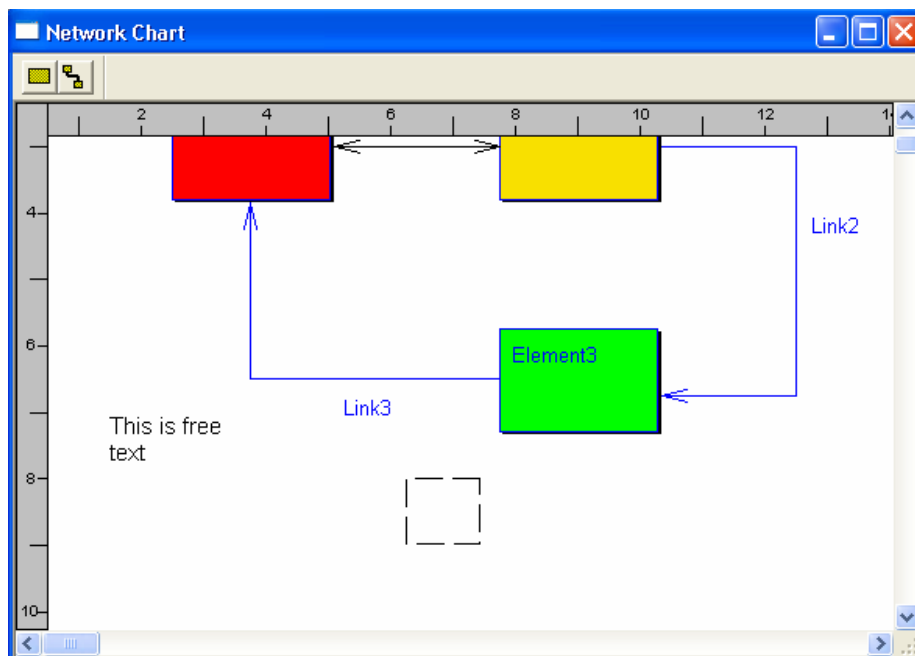 Network Chart
2 4 6 8 10 12
4
Link2
6
Element3
Link3
This is free
text
8
10